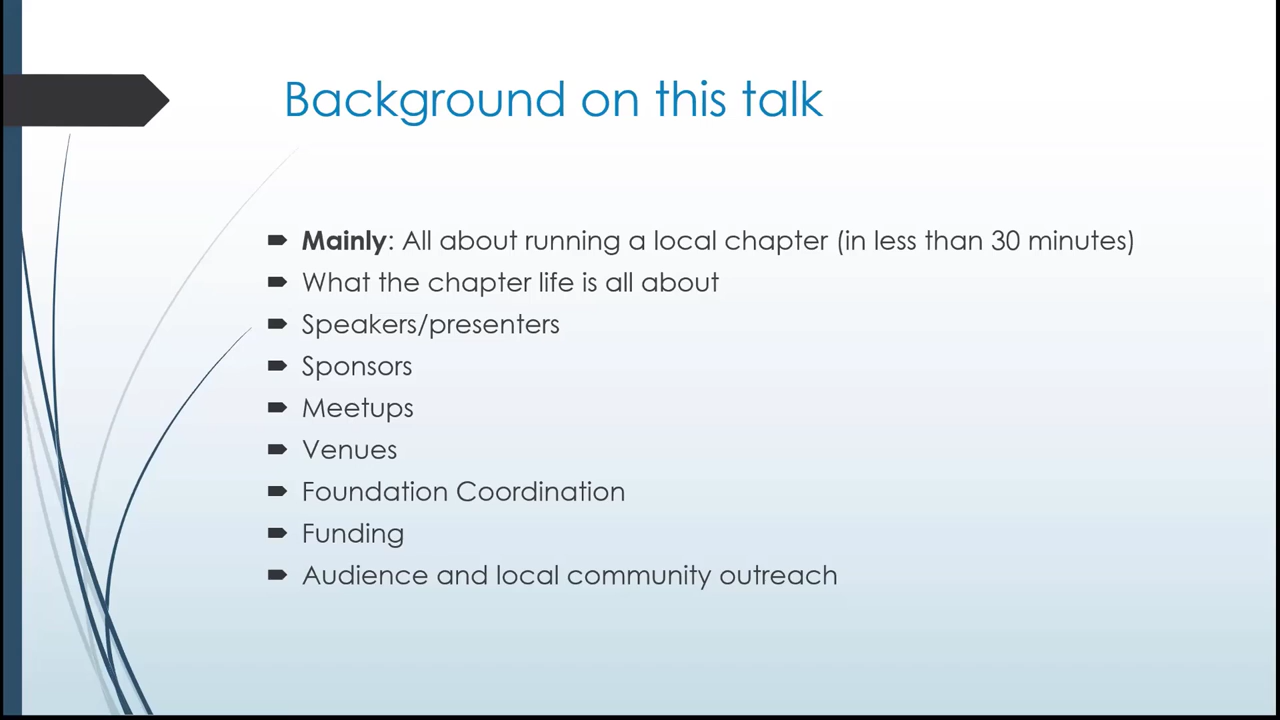 Background on this talk
Mainly: All about running a local chapter (in less than 30 minutes)
What the chapter life is all about
Speakers/presenters
Sponsors
Meetups
Venues
Foundation Coordination
Funding
Audience and local community outreach